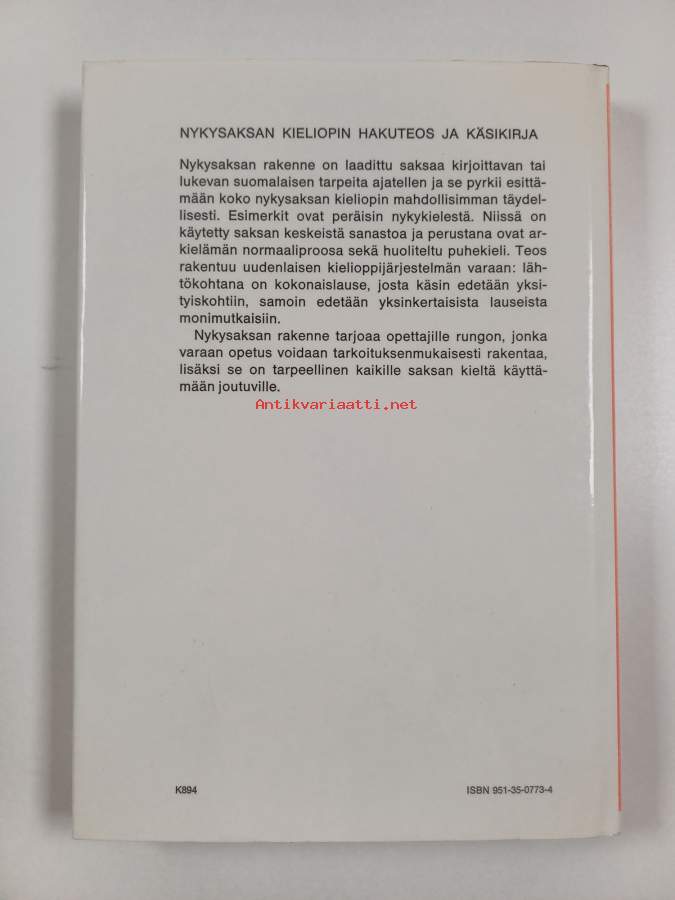 NYKYSAKSAN KIELIOPIN HAKUTEOS JA KÄSIKIRJA
Nykysaksan rakenne on laadittu saksaa kirjoittavan tai
lukevan suomalaisen tarpeita ajatellen ja se pyrkii esittä-
mään koko nykysaksan kieliopin mahdollisimman täydel-
lisesti. Esimerkit ovat peräisin nykykielestä. Niissä on
käytetty saksan keskeistä sanastoa ja perustana ovat ar-
kielämän normaaliproosa sekä huoliteltu puhekieli. Teos
rakentuu uudenlaisen kielioppijärjestelmän varaan: läh-
tökohtana on kokonaislause, josta käsin edetään yksi-
tyiskohtiin, samoin edetään yksinkertaisista lauseista
monimutkaisiin.
Nykysaksan rakenne tarjoaa opettajille rungon, jonka
varaan opetus voidaan tarkoituksenmukaisesti rakentaa,
lisäksi se on tarpeellinen kaikille saksan kieltä käyttä-
mään joutuville.
Antikvariaatti.net
K894
ISBN 951-35-0773-4